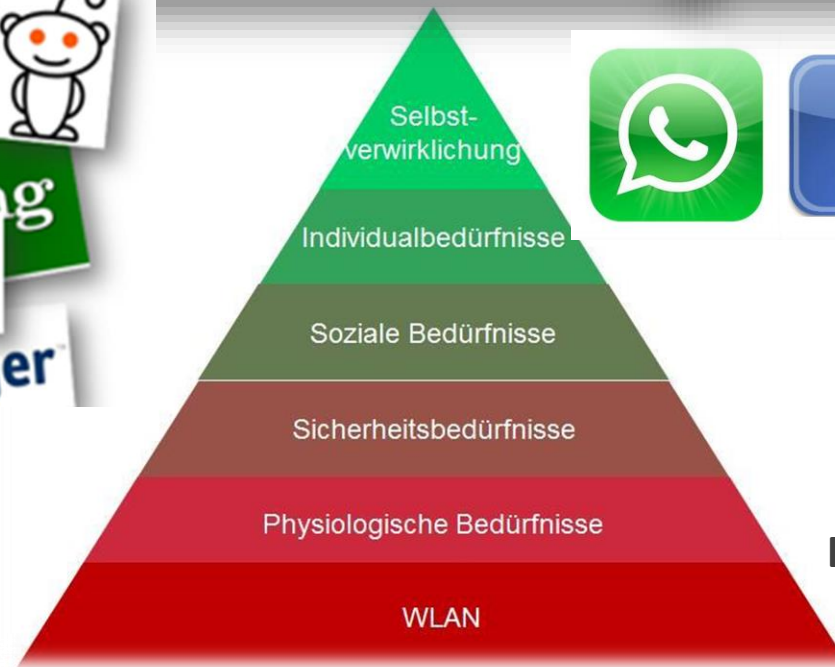 Selbst-
verwirklichung
Individualbedürfnisse
Soziale Bedürfnisse
Sicherheitsbedürfnisse
Physiologische Bedürfnisse
WLAN